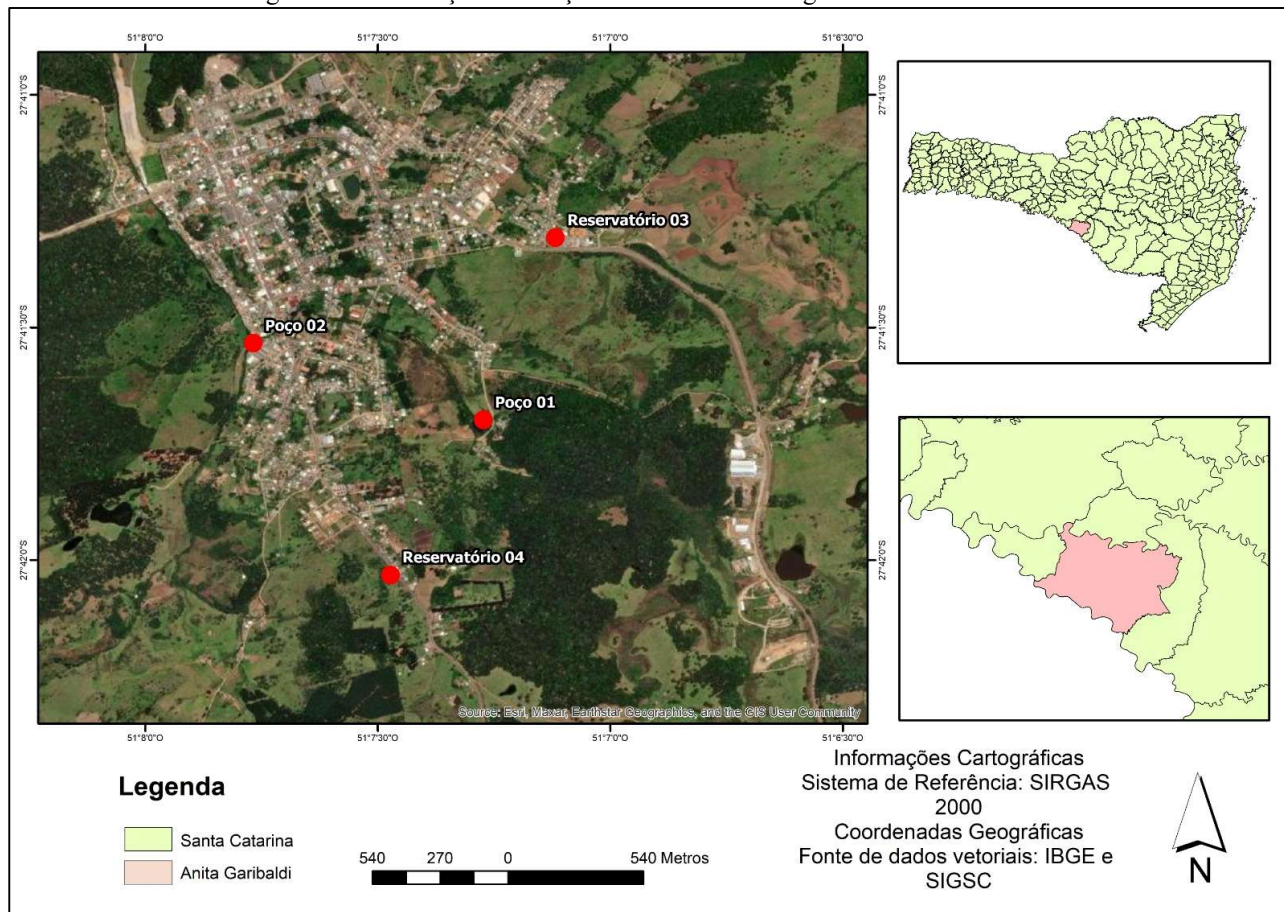 51°8'0"O
51°7'30"O
51°7'0"O
51°6'30"O
27°41'0"S
27°41'0"S
Reservatório 03
27°41'30"S
Poço 02
27°41'30"S
Poço 01
27°42'0"S
Reservatório 04
27°42'0"S
Source: Esri, Maxar, Earthstar Geographics, and the GIS User Community
51°8'0"O
51°7'30"O
51°7'0"O
51°6'30"O
Legenda
Santa Catarina
Anita Garibaldi
540 270 0 540 Metros
Informações Cartográficas
Sistema de Referência: SIRGAS
2000
Coordenadas Geográficas
Fonte de dados vetoriais: IBGE e
SIGSC
N